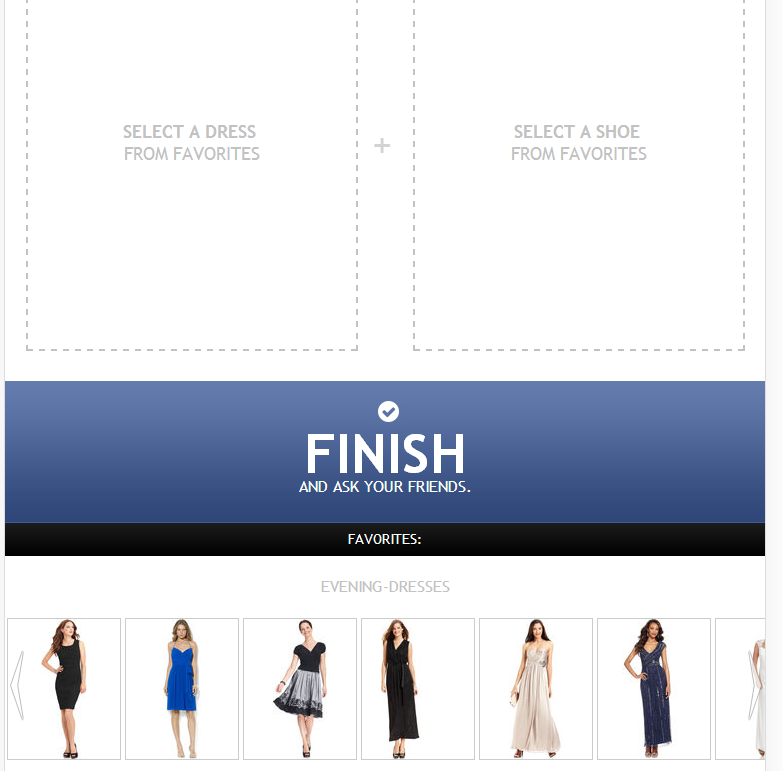 SELECT A DRESS
FROM FAVORITES
+
SELECT A SHOE
FROM FAVORITES
FINISH
AND ASK YOUR FRIENDS.
FAVORITES:
EVENING-DRESSES